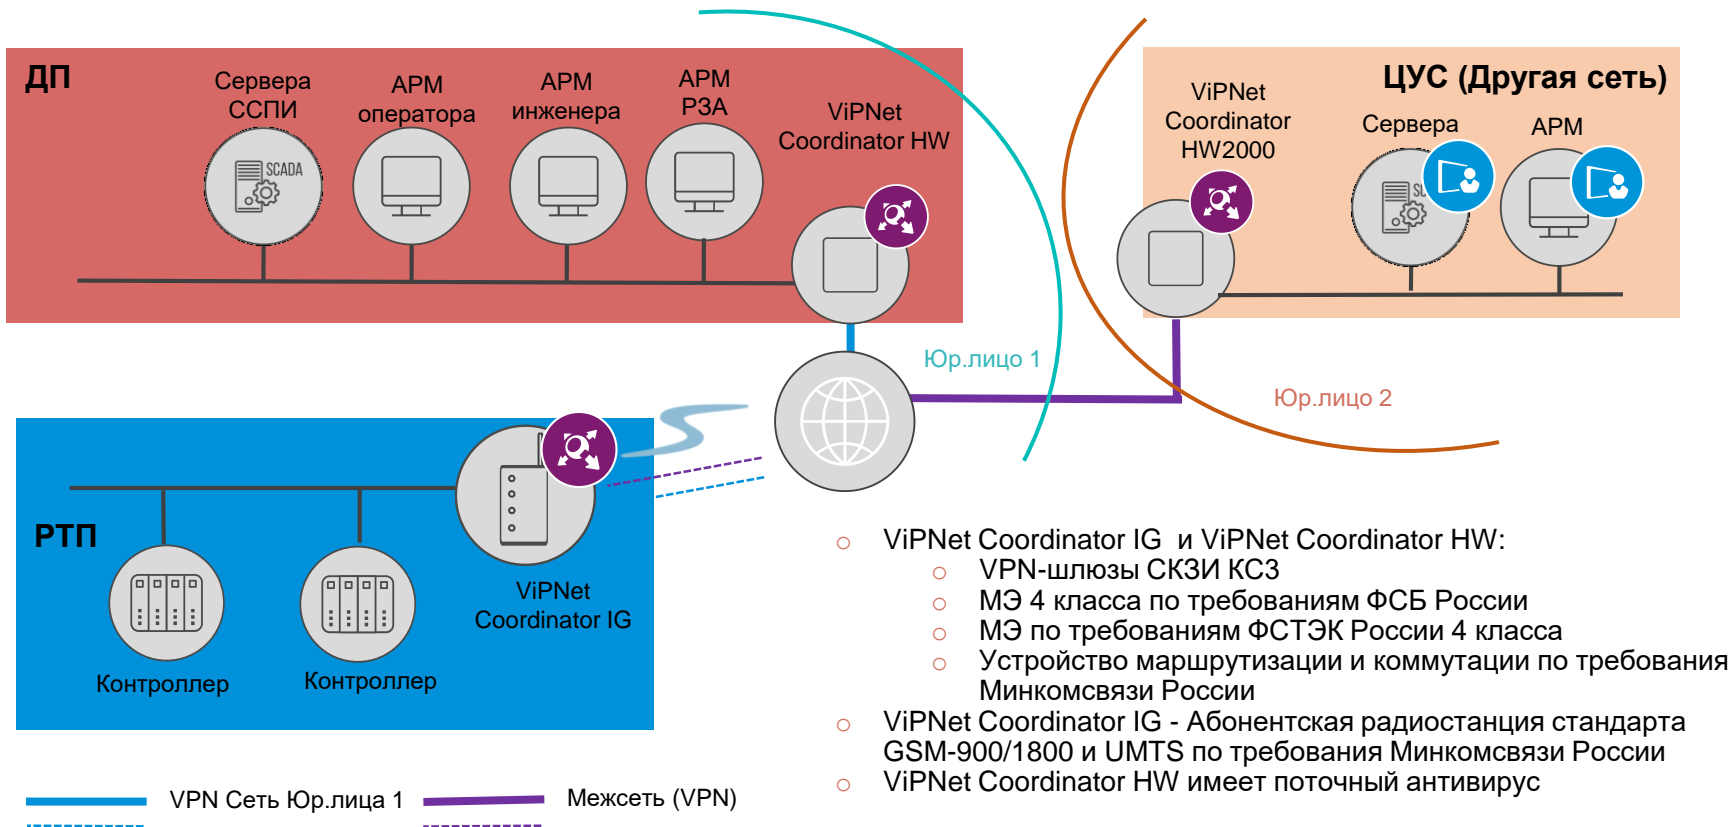 ДП
Сервера
ССПИ
АРМ
оператора
АРМ
инженера
АРМ
РЗА
ViPNet
Coordinator HW
SCADA
ЦУС (Другая сеть)
ViPNet
Coordinator
HW2000
Сервера
АРМ
Юр.лицо 1
Юр.лицо 2
РТП
ViPNet
Coordinator IG
Контроллер
Контроллер
ViPNet Coordinator IG и ViPNet Coordinator HW:
VPN-шлюзы СКЗИ КС3
МЭ 4 класса по требованиям ФСБ России
МЭ по требованиям ФСТЭК России 4 класса
Устройство маршрутизации и коммутации по требования
Минкомсвязи России
ViPNet Coordinator IG - Абонентская радиостанция стандарта
GSM-900/1800 и UMTS по требования Минкомсвязи России
ViPNet Coordinator HW имеет поточный антивирус
VPN Сеть Юр.лица 1
Межсеть (VPN)